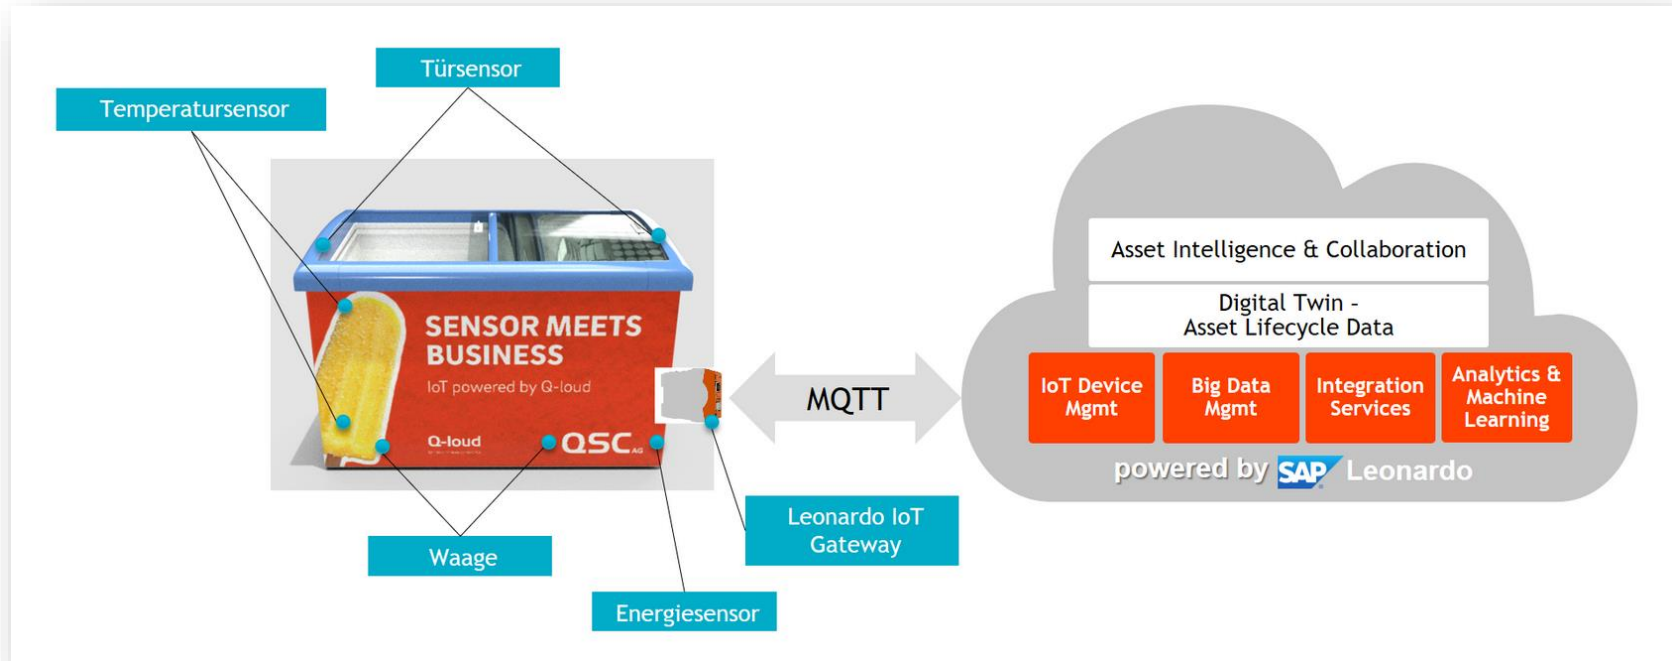 Türsensor
Temperatursensor
SENSOR MEETS
BUSINESS
IoT powered by Q-loud
Q-loud
QSC AG
Waage
Energiesensor
Leonardo IoT
Gateway
MQTT
Asset Intelligence & Collaboration
Digital Twin –
Asset Lifecycle Data
IoT Device
Mgmt
Big Data
Mgmt
Integration
Services
Analytics &
Machine
Learning
powered by SAP Leonardo